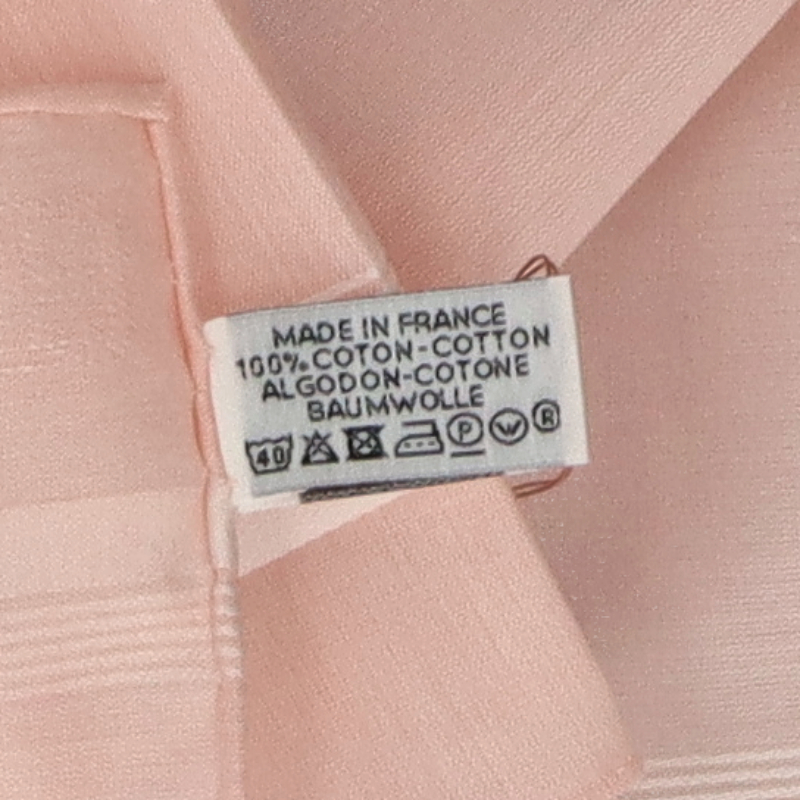 MADE IN FRANCE
100% COTON-COTTON
ALGODON-COTONE
BAUMWOLLE
40 P W ®